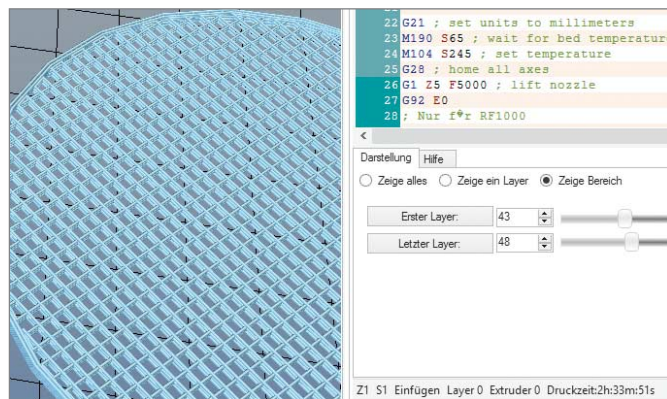 22 G21 ; set units to millimeters
23 M190 S65 ; wait for bed temperatur
24 M104 S245 ; set temperature
25 G28 ; home all axes
26 G1 Z5 F5000 ; lift nozzle
27 G92 E0
28 ; Nur f�r RF1000
Darstellung Hilfe
Zeige alles Zeige ein Layer Zeige Bereich
Erster Layer: 43
Letzter Layer: 48
Z1 S1 Einfügen Layer 0 Extruder 0 Druckzeit:2h:33m:51s